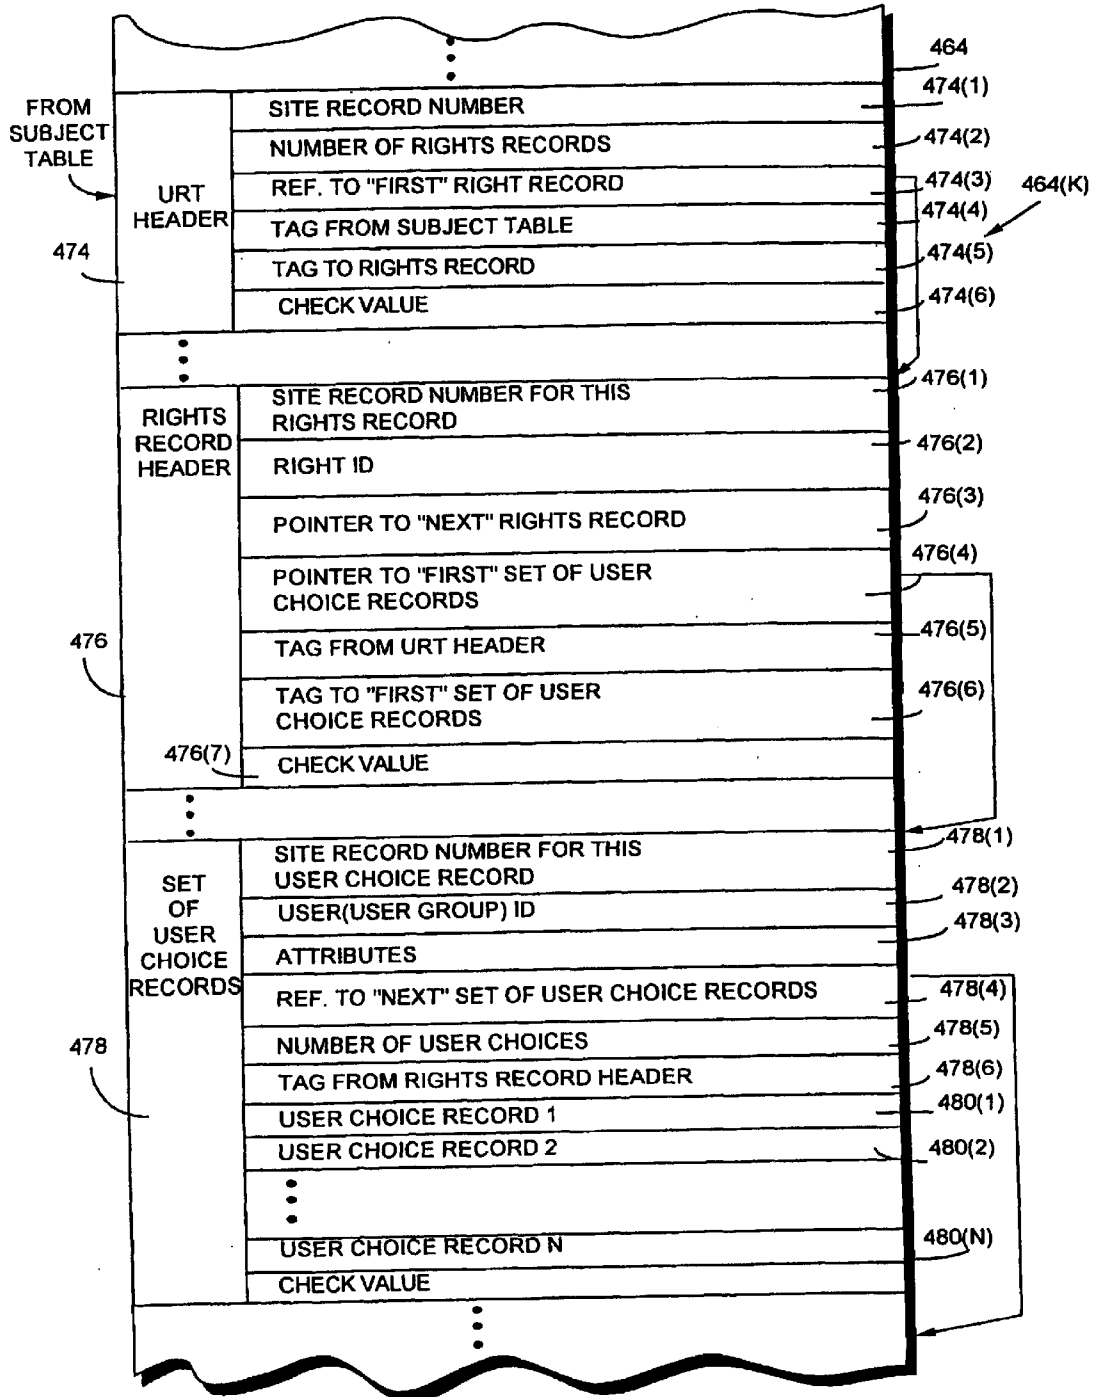 464
474(1)
FROM
SUBJECT
TABLE
SITE RECORD NUMBER
474(2)
NUMBER OF RIGHTS RECORDS
URT
HEADER
REF. TO "FIRST" RIGHT RECORD
474(3)
464(K)
TAG FROM SUBJECT TABLE
474(4)
474
TAG TO RIGHTS RECORD
474(5)
CHECK VALUE
474(6)
RIGHTS
RECORD
HEADER
SITE RECORD NUMBER FOR THIS
RIGHTS RECORD
476(1)
RIGHT ID
476(2)
POINTER TO "NEXT" RIGHTS RECORD
476(3)
POINTER TO "FIRST" SET OF USER
CHOICE RECORDS
476(4)
476
TAG FROM URT HEADER
476(5)
TAG TO "FIRST" SET OF USER
CHOICE RECORDS
476(6)
476(7)
CHECK VALUE
SET
OF
USER
CHOICE
RECORDS
SITE RECORD NUMBER FOR THIS
USER CHOICE RECORD
478(1)
USER(USER GROUP) ID
478(2)
ATTRIBUTES
478(3)
REF. TO "NEXT" SET OF USER CHOICE RECORDS
478(4)
478
NUMBER OF USER CHOICES
478(5)
TAG FROM RIGHTS RECORD HEADER
478(6)
USER CHOICE RECORD 1
480(1)
USER CHOICE RECORD 2
480(2)
USER CHOICE RECORD N
480(N)
CHECK VALUE